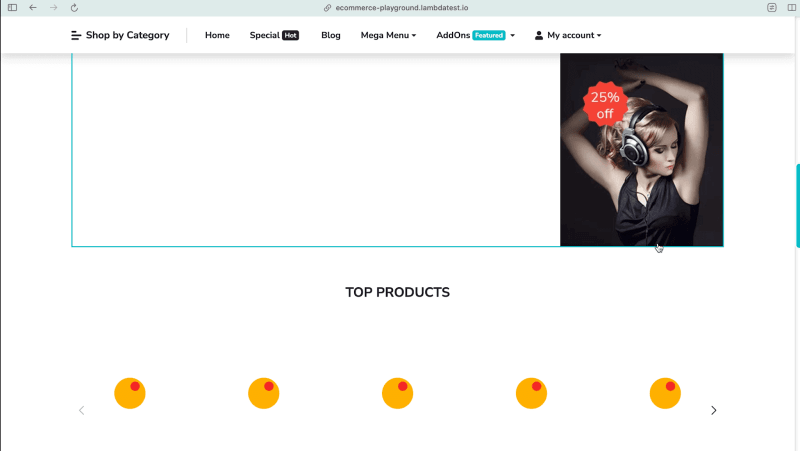 ecommerce-playground.lambdatest.io
Shop by Category Home Special Hot Blog Mega Menu AddOns Featured My account
25%
off
TOP PRODUCTS